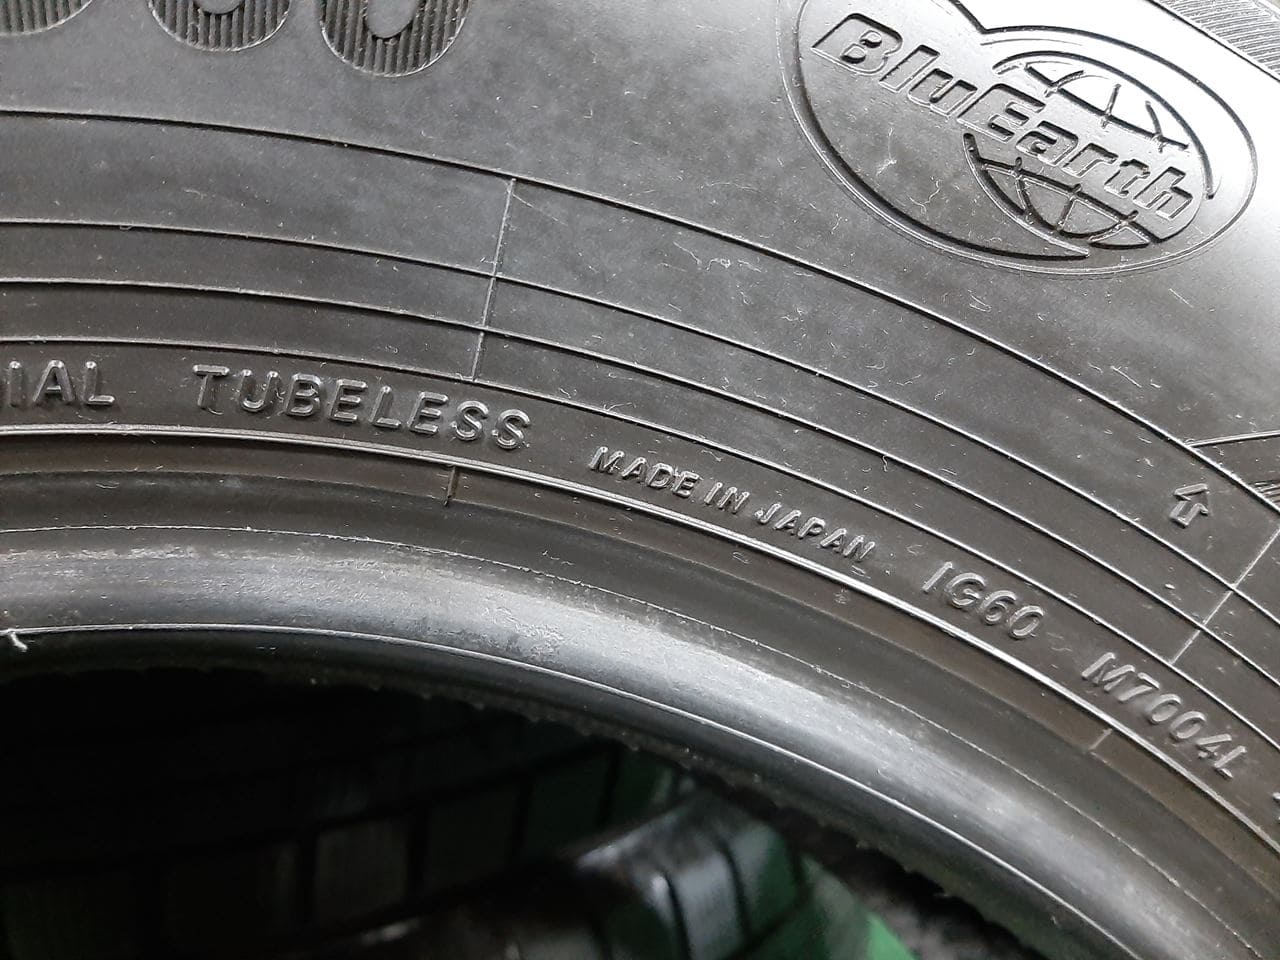 BluEarth
IAL TUBELESS MADE IN JAPAN IG60 M7004L